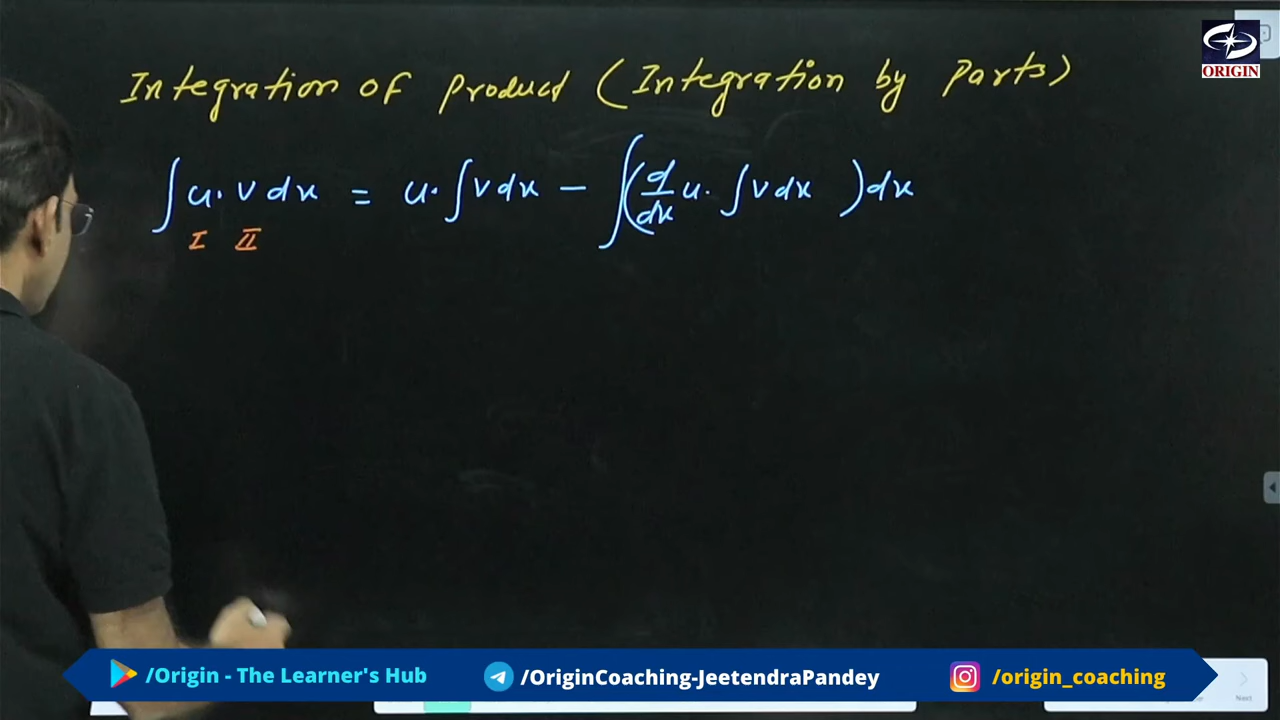 ORIGIN
Integration of Product (Integration by Parts)
∫ u. v dx = u. ∫ v dx − ∫ (d/dx u. ∫ v dx ) dx
I II
/Origin - The Learner's Hub
/OriginCoaching-JeetendraPandey
/origin_coaching
Next